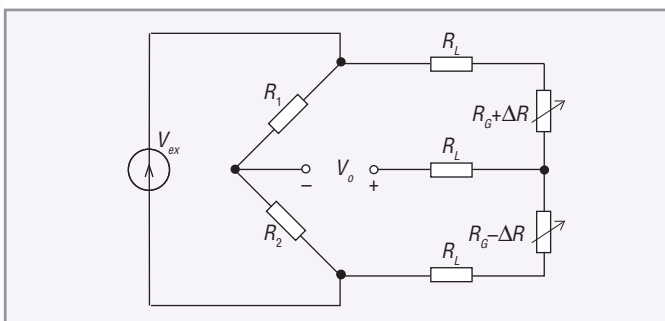 R_L
R_1
R_G+ΔR
V_ex
V_o
R_L
− +
R_2
R_G−ΔR
R_L